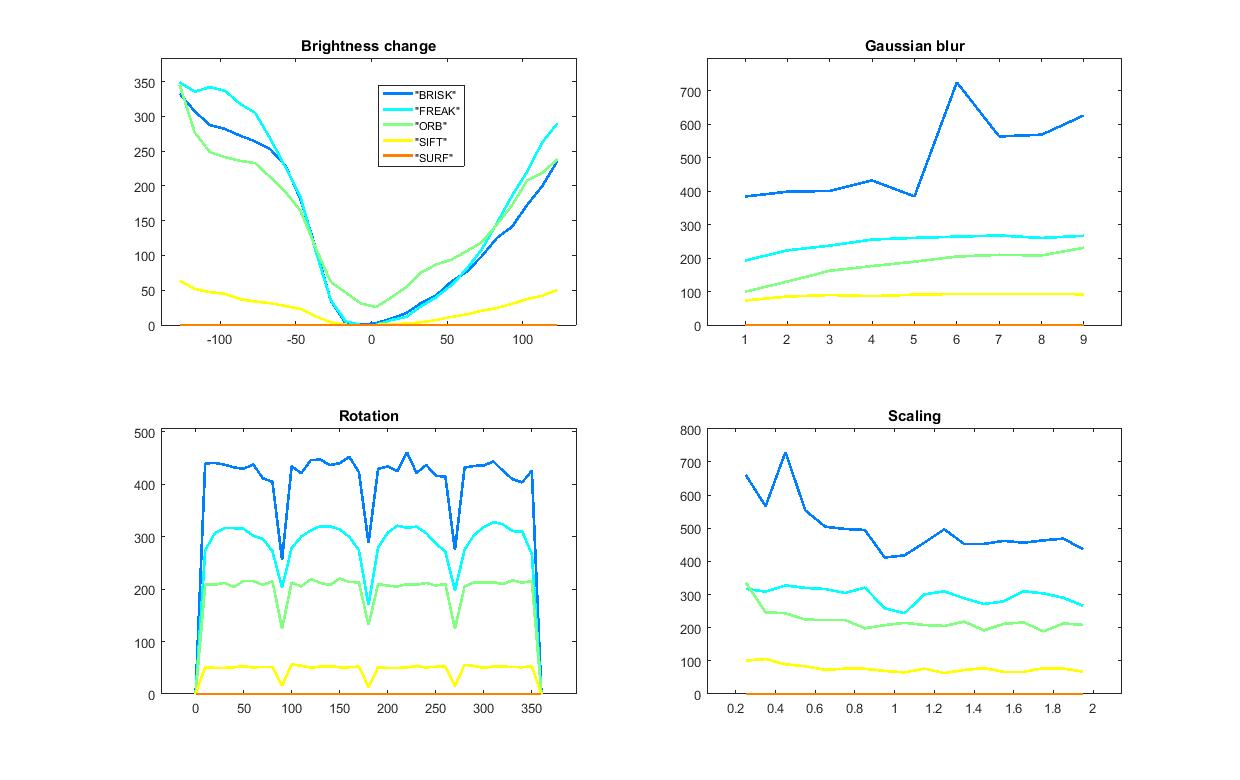 Brightness change
350
300
250
200
150
100
50
0
-100 -50 0 50 100
"BRISK"
"FREAK"
"ORB"
"SIFT"
"SURF"
Gaussian blur
700
600
500
400
300
200
100
0
1 2 3 4 5 6 7 8 9
Rotation
500
400
300
200
100
0
0 50 100 150 200 250 300 350
Scaling
800
700
600
500
400
300
200
100
0
0.2 0.4 0.6 0.8 1 1.2 1.4 1.6 1.8 2